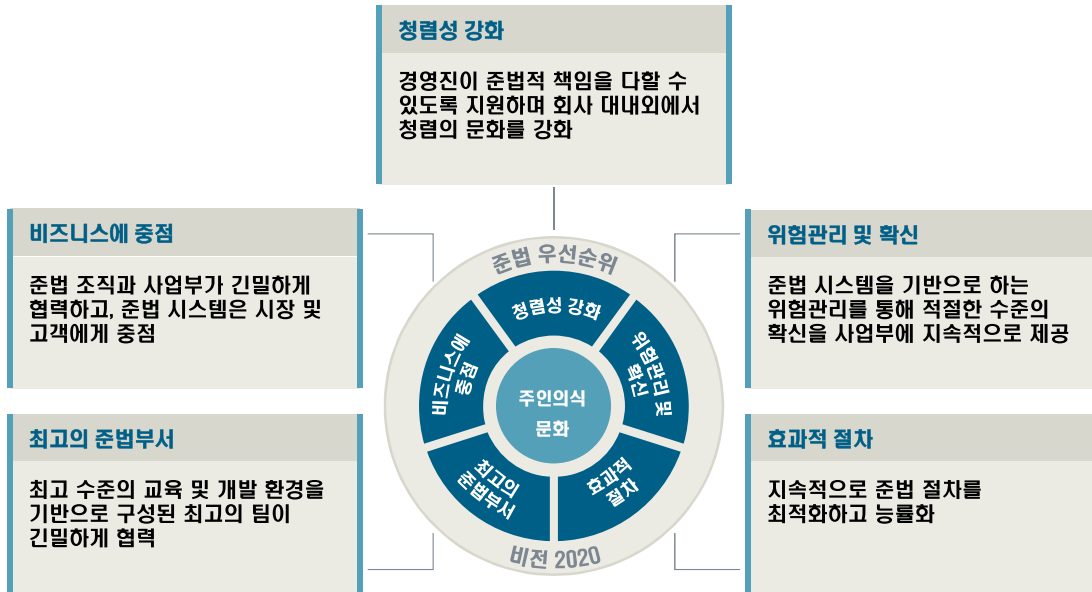 청렴성 강화
경영진이 준법적 책임을 다할 수
있도록 지원하며 회사 대내외에서
청렴의 문화를 강화
비즈니스에 중점
준법 조직과 사업부가 긴밀하게
협력하고, 준법 시스템은 시장 및
고객에게 중점
위험관리 및 확신
준법 시스템을 기반으로 하는
위험관리를 통해 적절한 수준의
확신을 사업부에 지속적으로 제공
준법 우선순위
청렴성 강화
비즈니스에
중점
위험관리 및
확신
주인의식
문화
최고의
준법부서
효과적
절차
비전 2020
최고의 준법부서
최고 수준의 교육 및 개발 환경을
기반으로 구성된 최고의 팀이
긴밀하게 협력
효과적 절차
지속적으로 준법 절차를
최적화하고 능률화